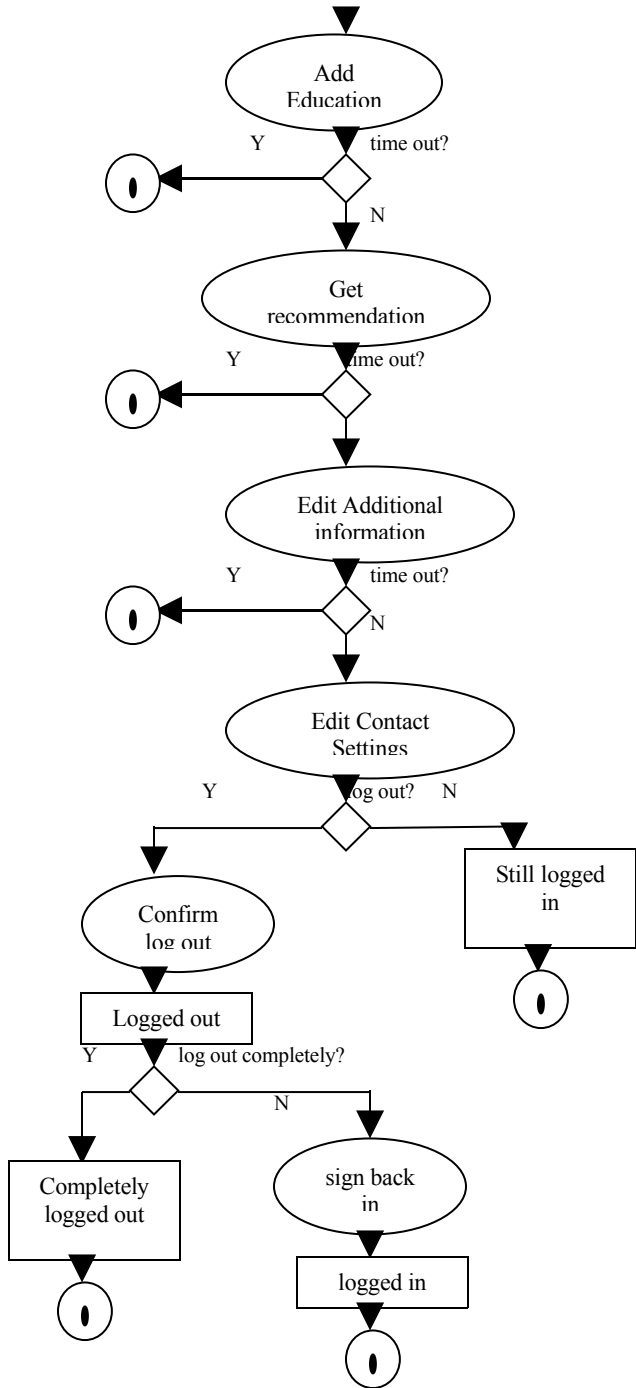 Add
Education
Y time out?
N
Get
recommendation
Y time out?
Edit Additional
information
Y time out?
N
Edit Contact
Settings
Y log out? N
Still logged
in
Confirm
log out
Logged out
Y log out completely?
N
Completely
logged out
sign back
in
logged in